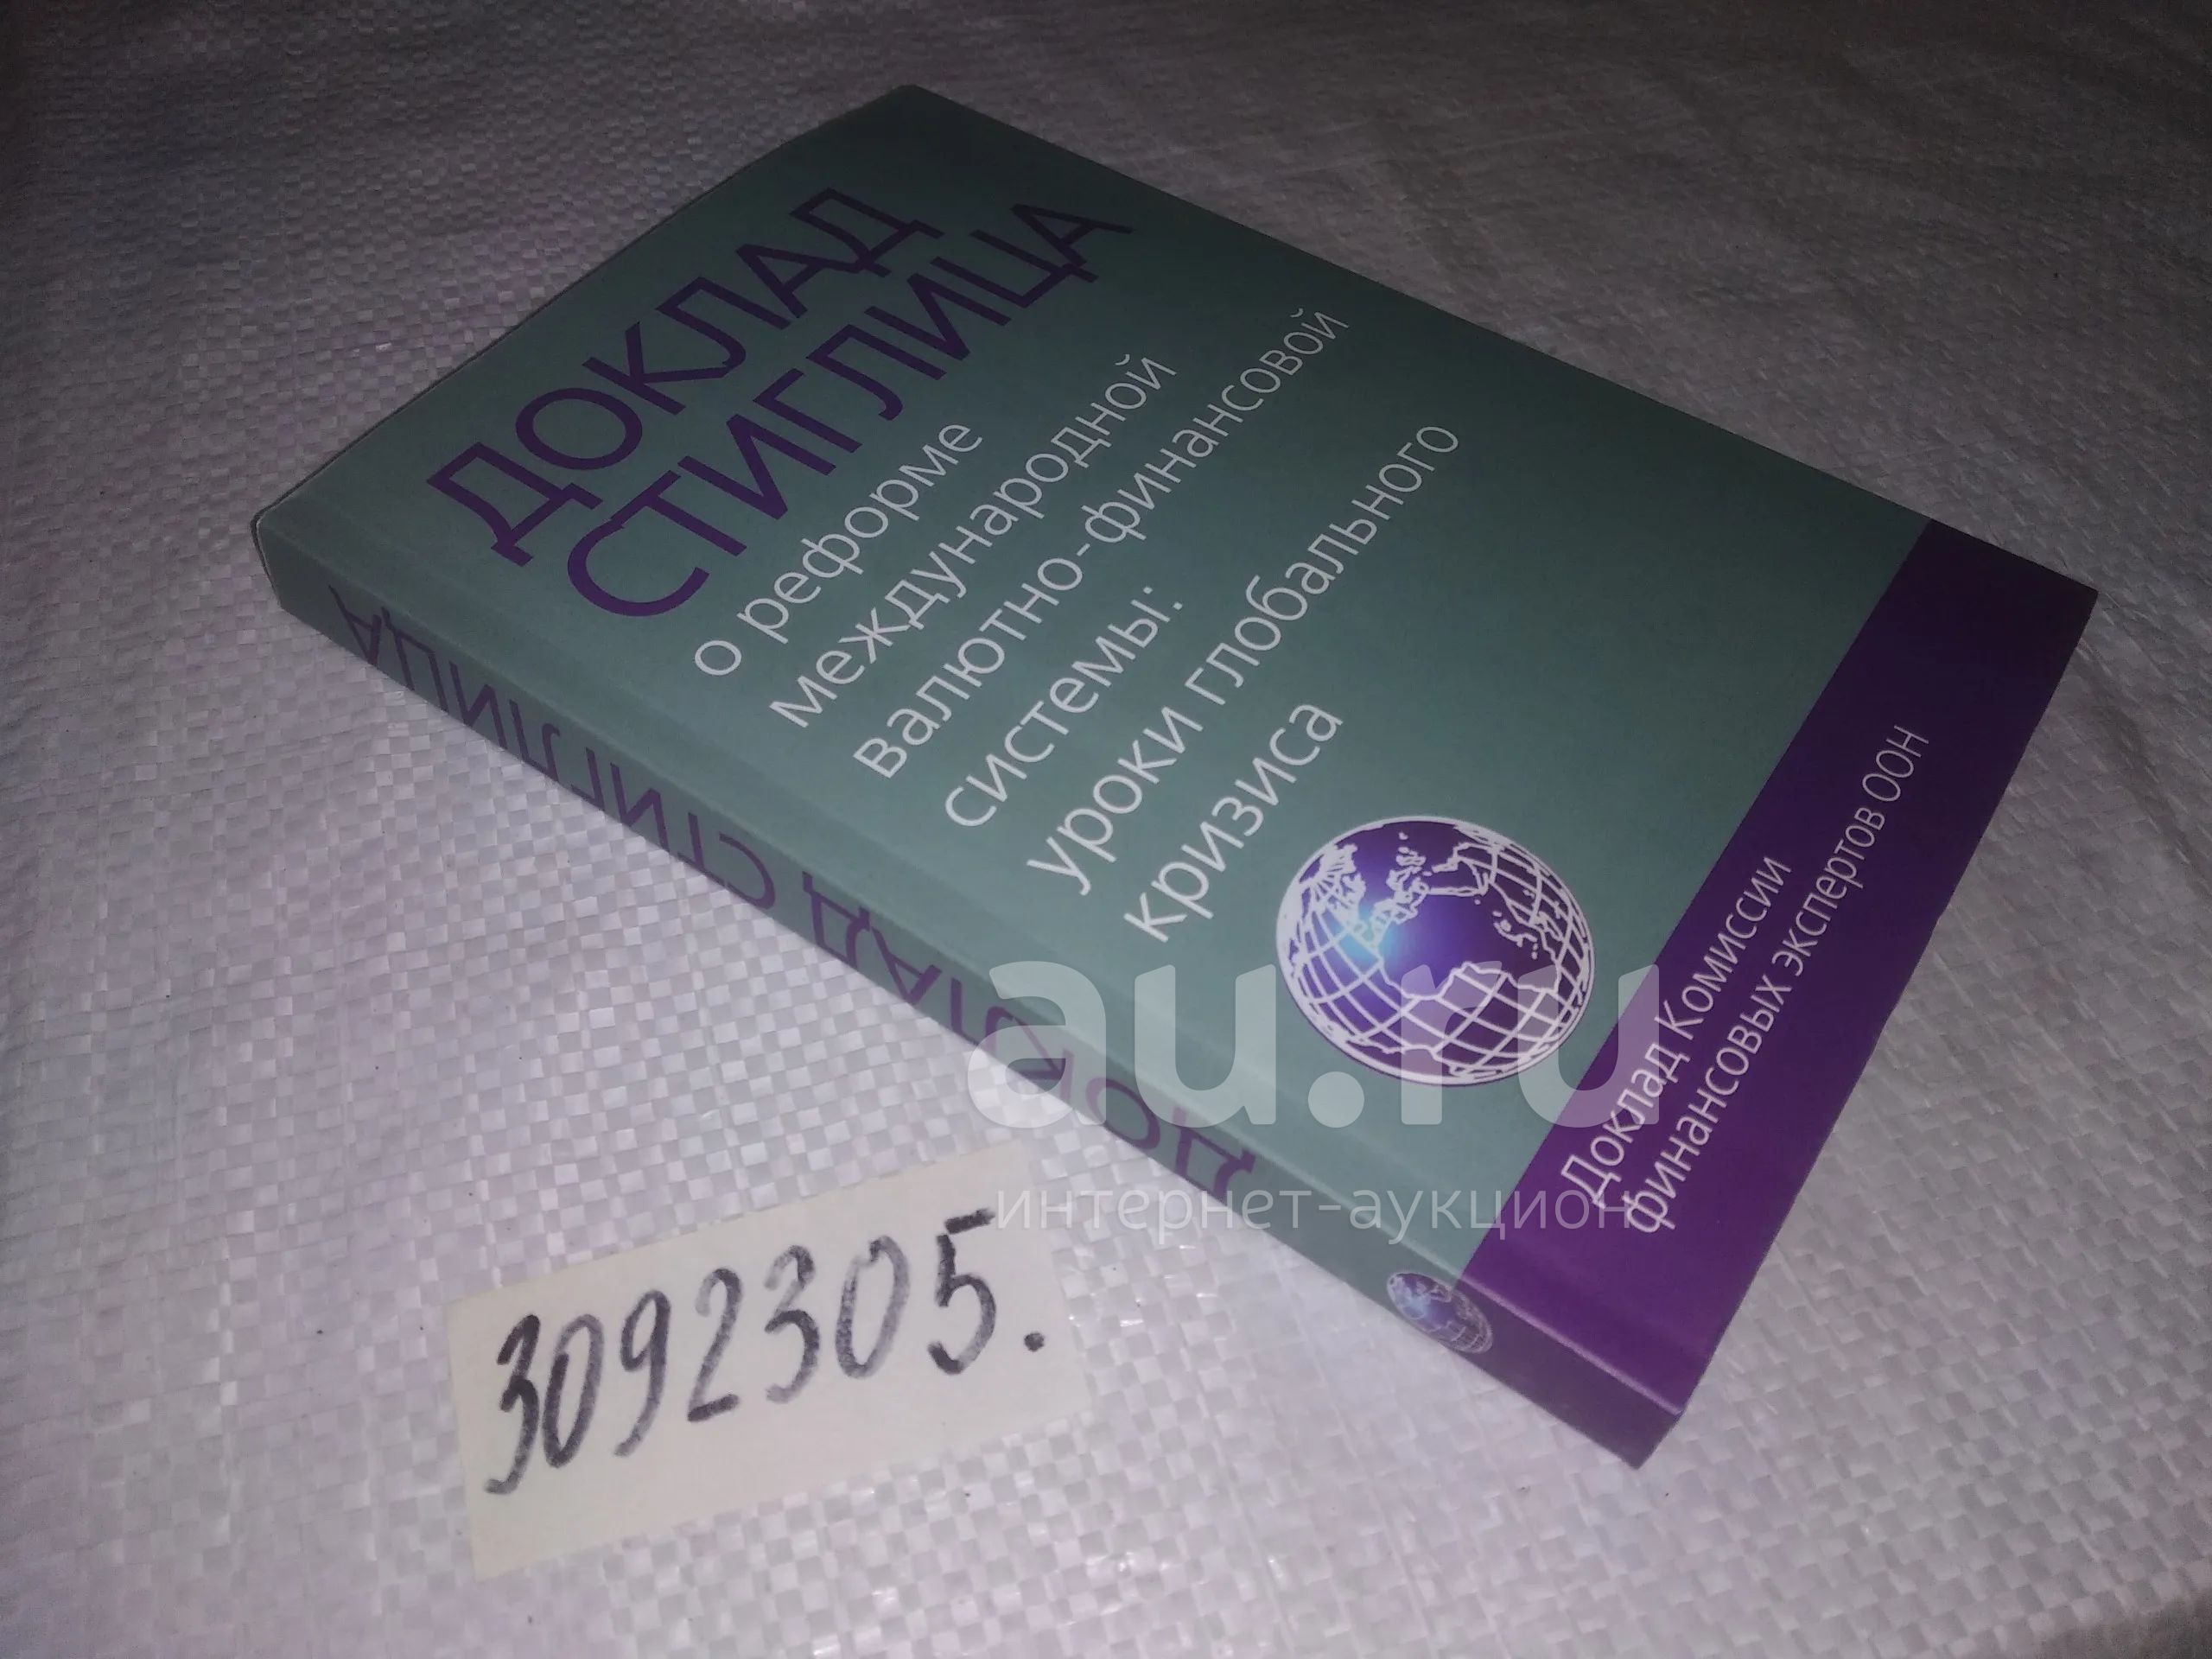 ДОКЛАД
СТИГЛИЦА
о реформе
международной
валютно-финансовой
системы:
уроки глобального
кризиса
Доклад Комиссии
финансовых экспертов ООН
ДОКЛАД СТИГЛИЦА
au.ru
интернет-аукцион
3092305.